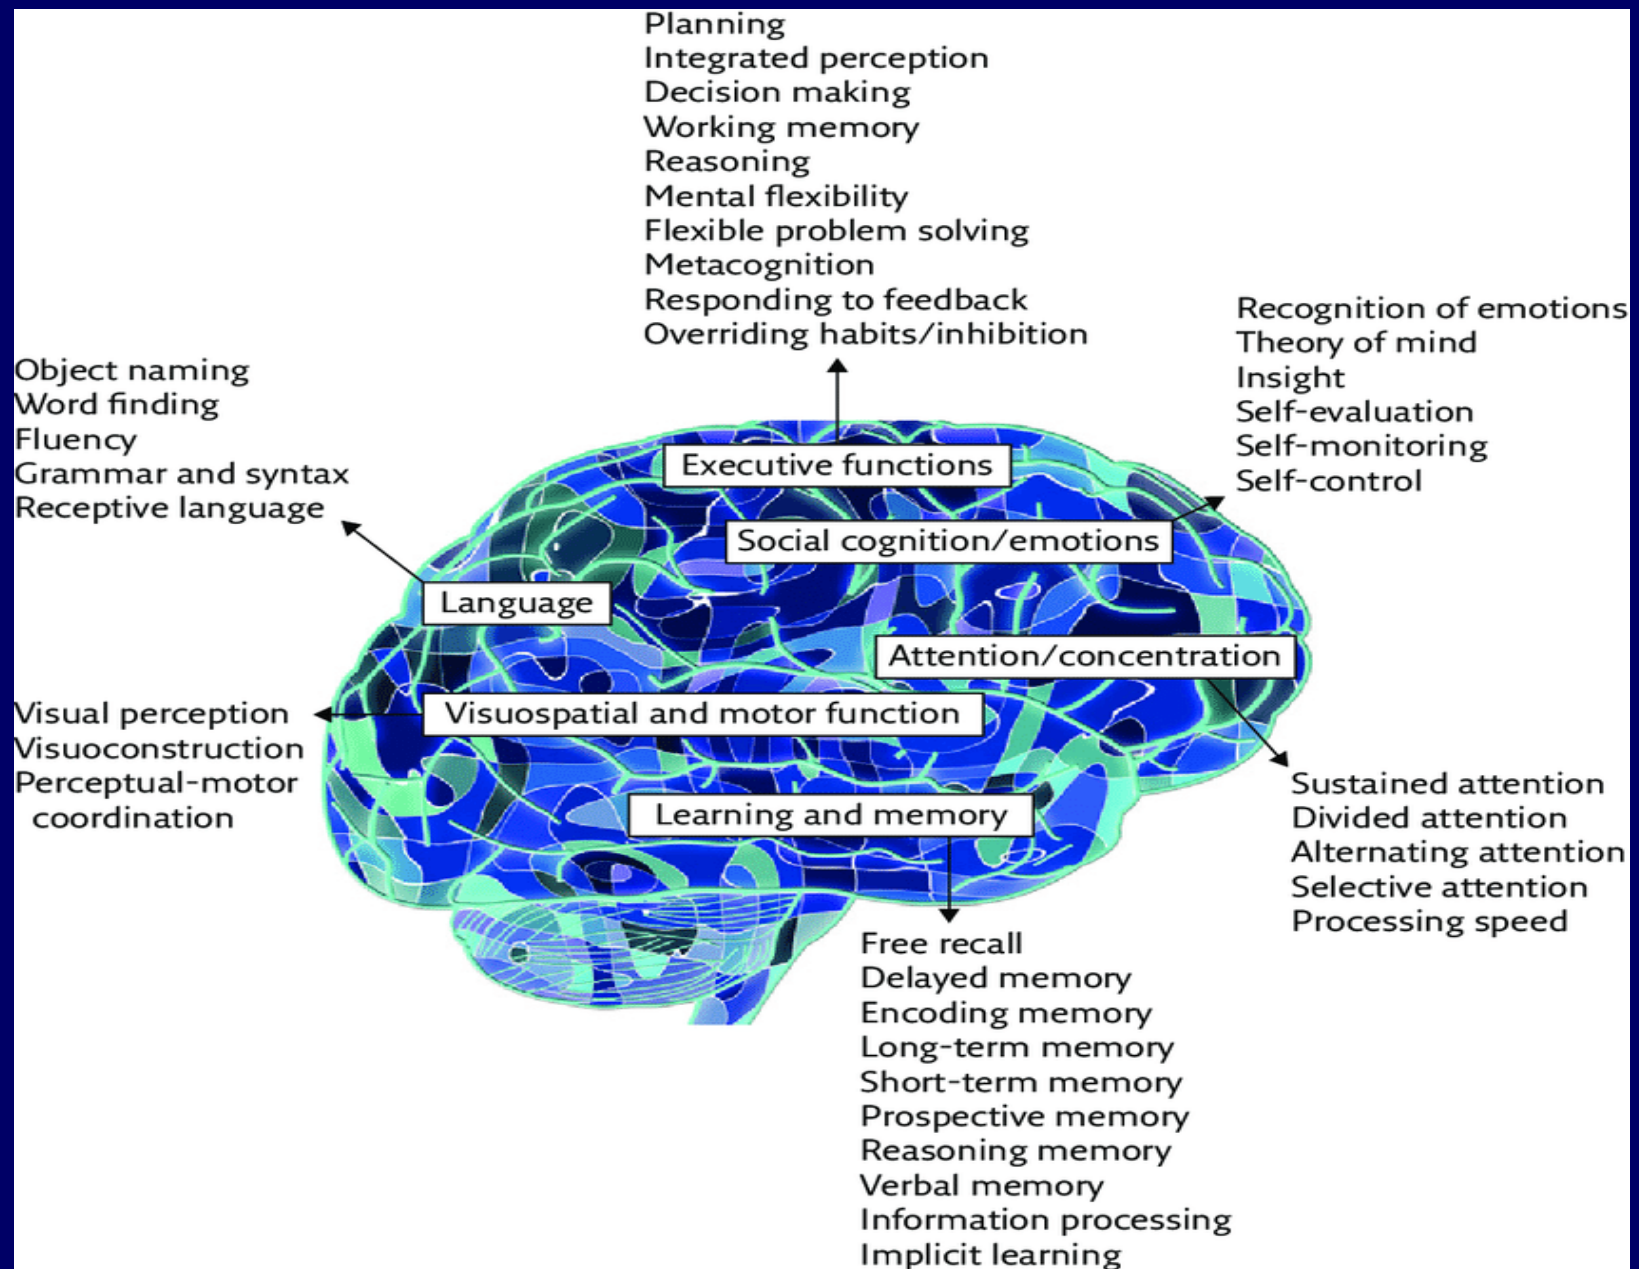 Planning
Integrated perception
Decision making
Working memory
Reasoning
Mental flexibility
Flexible problem solving
Metacognition
Responding to feedback
Overriding habits/inhibition
Recognition of emotions
Theory of mind
Insight
Self-evaluation
Self-monitoring
Self-control
Object naming
Word finding
Fluency
Grammar and syntax
Receptive language
Executive functions
Social cognition/emotions
Language
Attention/concentration
Visuospatial and motor function
Learning and memory
Visual perception
Visuoconstruction
Perceptual-motor
coordination
Sustained attention
Divided attention
Alternating attention
Selective attention
Processing speed
Free recall
Delayed memory
Encoding memory
Long-term memory
Short-term memory
Prospective memory
Reasoning memory
Verbal memory
Information processing
Implicit learning